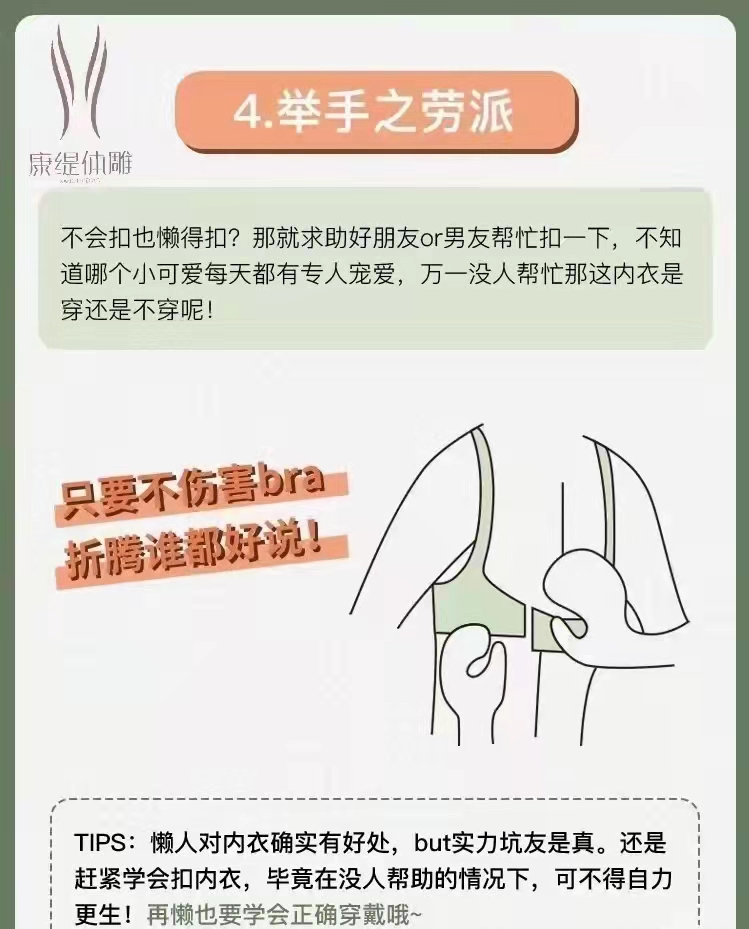 康缇体雕
4.举手之劳派
不会扣也懒得扣？那就求助好朋友or男友帮忙扣一下，不知
道哪个小可爱每天都有专人宠爱，万一没人帮忙那这内衣是
穿还是不穿呢！
只要不伤害bra
折腾谁都好说！
TIPS：懒人对内衣确实有好处，but实力坑友是真。还是
赶紧学会扣内衣，毕竟在没人帮助的情况下，可不得自力
更生！再懒也要学会正确穿戴哦~